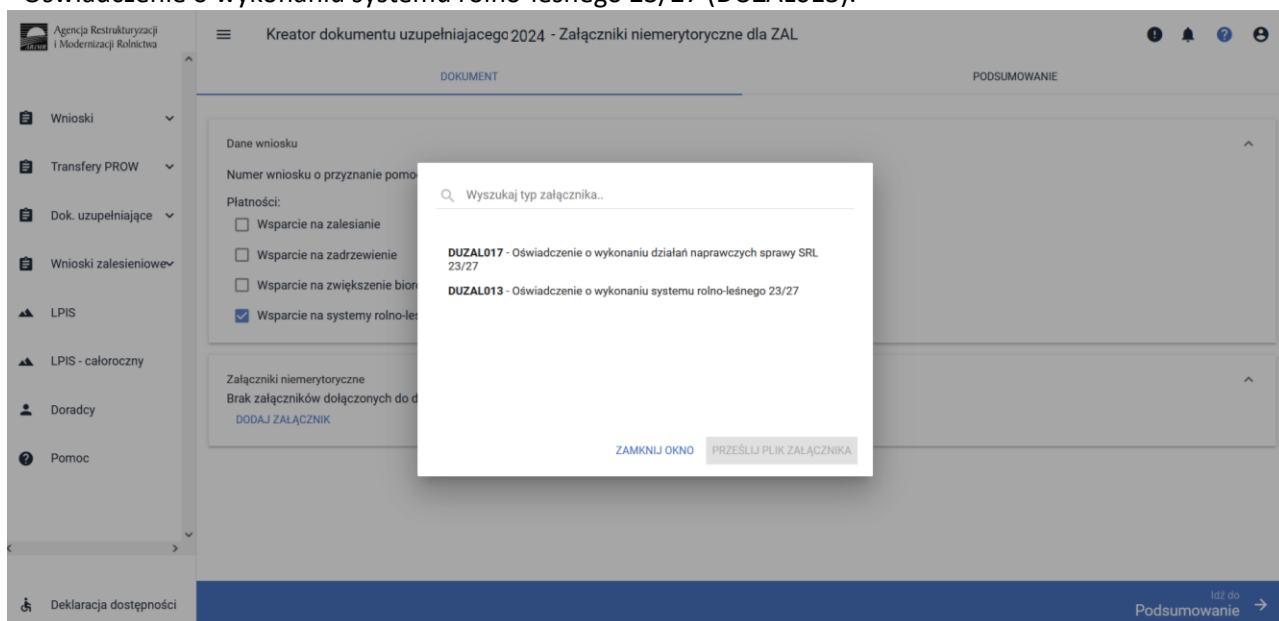 Oświadczenie o wykonaniu systemu rolno-leśnego 23/27 (DUZAL013).
Agencja Restrukturyzacji
i Modernizacji Rolnictwa
Kreator dokumentu uzupełniajacego 2024 - Załączniki niemerytoryczne dla ZAL
DOKUMENT
PODSUMOWANIE
Wnioski
Transfery PROW
Dok. uzupełniające
Wnioski zalesieniowe
LPIS
LPIS - całoroczny
Doradcy
Pomoc
Deklaracja dostępności
Dane wniosku
Numer wniosku o przyznanie pomo
Płatności:
Wsparcie na zalesianie
Wsparcie na zadrzewienie
Wsparcie na zwiększenie bior
Wsparcie na systemy rolno-leś
Załączniki niemerytoryczne
Brak załączników dołączonych do d
DODAJ ZAŁĄCZNIK
Wyszukaj typ załącznika..
DUZAL017 - Oświadczenie o wykonaniu działań naprawczych sprawy SRL
23/27
DUZAL013 - Oświadczenie o wykonaniu systemu rolno-leśnego 23/27
ZAMKNIJ OKNO
PRZEŚLIJ PLIK ZAŁĄCZNIKA
Idź do
Podsumowanie